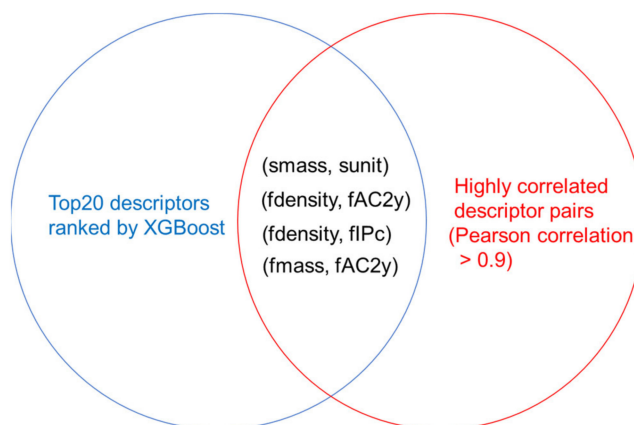 Top20 descriptors
ranked by XGBoost
(smass, sunit)
(fdensity, fAC2y)
(fdensity, fIPc)
(fmass, fAC2y)
Highly correlated
descriptor pairs
(Pearson correlation
> 0.9)